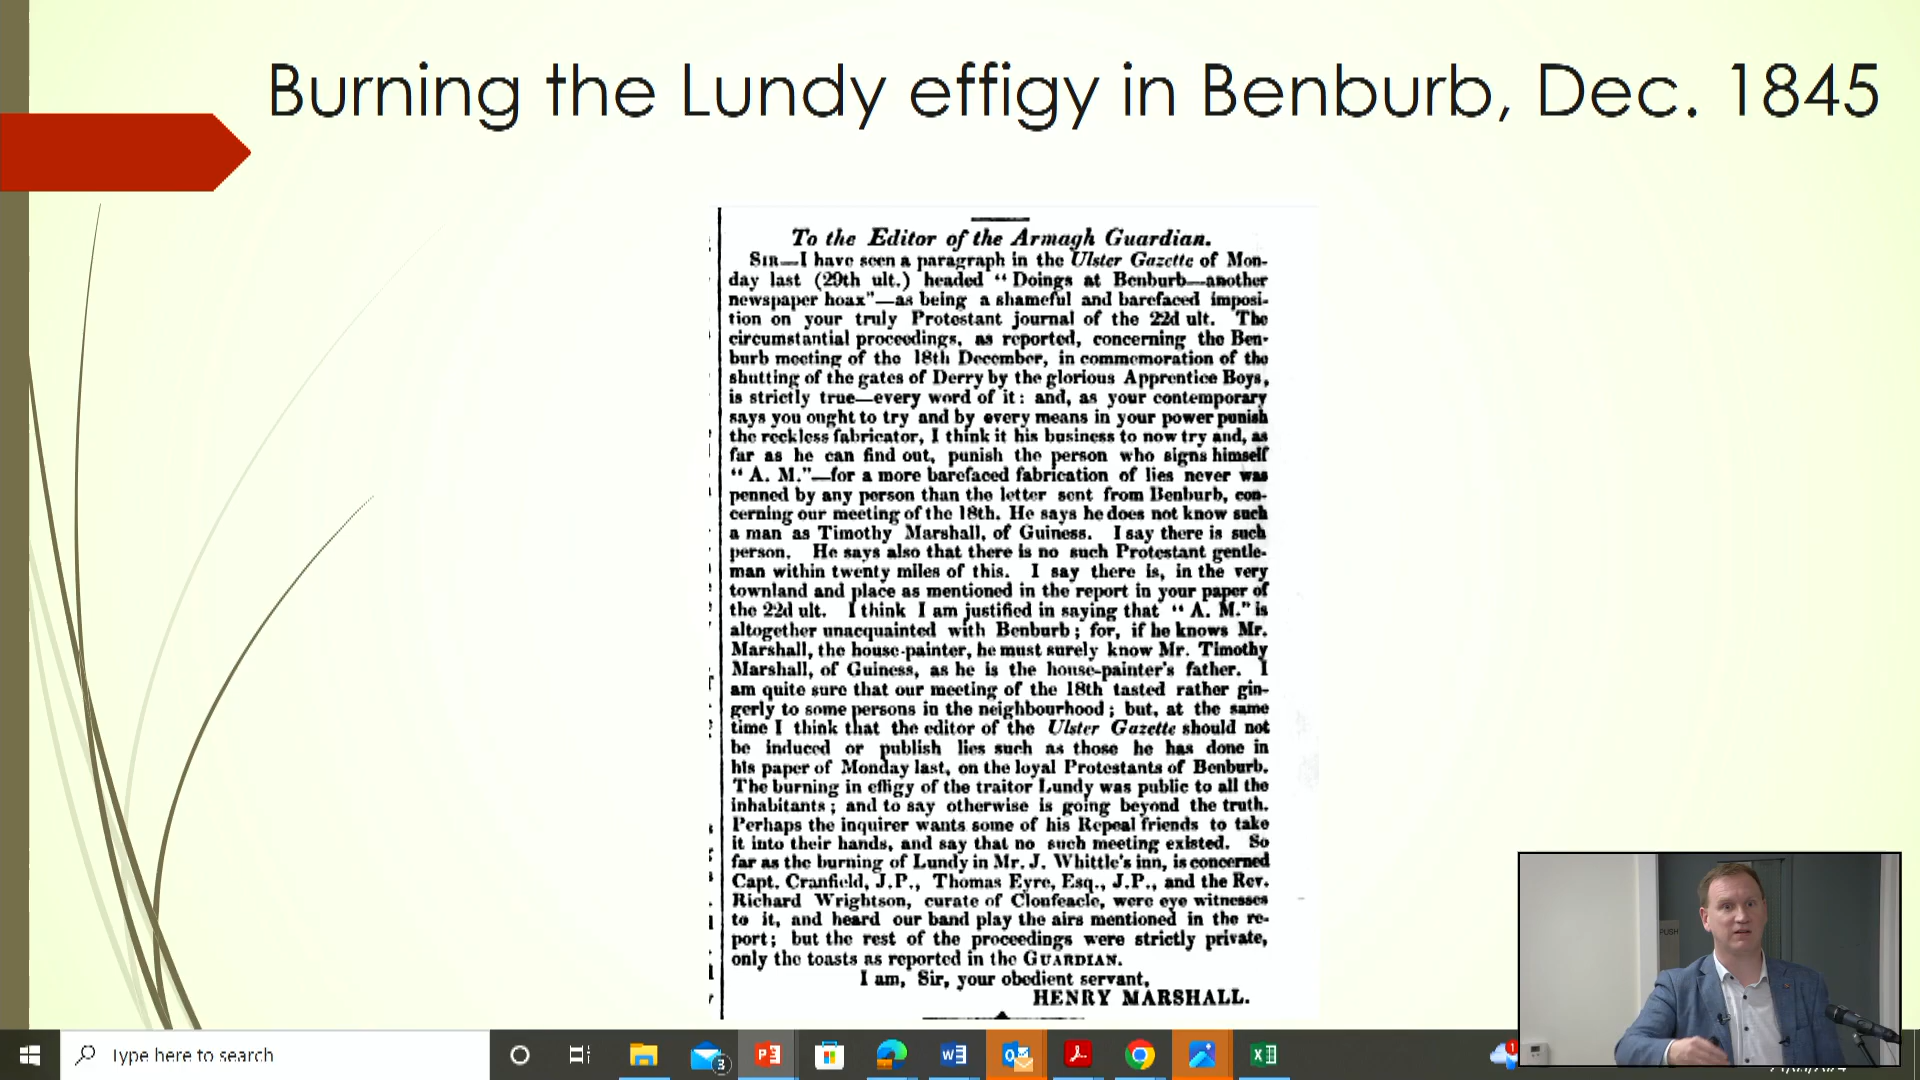 Burning the Lundy effigy in Benburb, Dec. 1845
To the Editor of the Armagh Guardian.
SIR—I have seen a paragraph in the Ulster Gazette of Mon-
day last (29th ult.) headed “Doings at Benburb—another
newspaper hoax”—as being a shameful and barefaced imposi-
tion on your truly Protestant journal of the 22d ult. The
circumstantial proceedings, as reported, concerning the Ben-
burb meeting of the 18th December, in commemoration of the
shutting of the gates of Derry by the glorious Apprentice Boys,
is strictly true—every word of it: and, as your contemporary
says you ought to try and by every means in your power punish
the reckless fabricator, I think it his business to now try and, as
far as he can find out, punish the person who signs himself
“A. M.”—for a more barefaced fabrication of lies never was
penned by any person than the letter sent from Benburb, con-
cerning our meeting of the 18th. He says he does not know such
a man as Timothy Marshall, of Guiness. I say there is such
person. He says also that there is no such Protestant gentle-
man within twenty miles of this. I say there is, in the very
townland and place as mentioned in the report in your paper of
the 22d ult. I think I am justified in saying that “A. M.” is
altogether unacquainted with Benburb; for, if he knows Mr.
Marshall, the house-painter, he must surely know Mr. Timothy
Marshall, of Guiness, as he is the house-painter's father. I
am quite sure that our meeting of the 18th tasted rather gin-
gerly to some persons in the neighbourhood; but, at the same
time I think that the editor of the Ulster Gazette should not
be induced or publish lies such as those he has done in
his paper of Monday last, on the loyal Protestants of Benburb.
The burning in effigy of the traitor Lundy was public to all the
inhabitants; and to say otherwise is going beyond the truth.
Perhaps the inquirer wants some of his Repeal friends to take
it into their hands, and say that no such meeting existed. So
far as the burning of Lundy in Mr. J. Whittle's inn, is concerned
Capt. Cranfield, J.P., Thomas Eyre, Esq., J.P., and the Rev.
Richard Wrightson, curate of Clonfeacle, were eye witnesses
to it, and heard our band play the airs mentioned in the re-
port; but the rest of the proceedings were strictly private,
only the toasts as reported in the GUARDIAN.
I am, Sir, your obedient servant,
HENRY MARSHALL.
PUSH
Type here to search
3
1